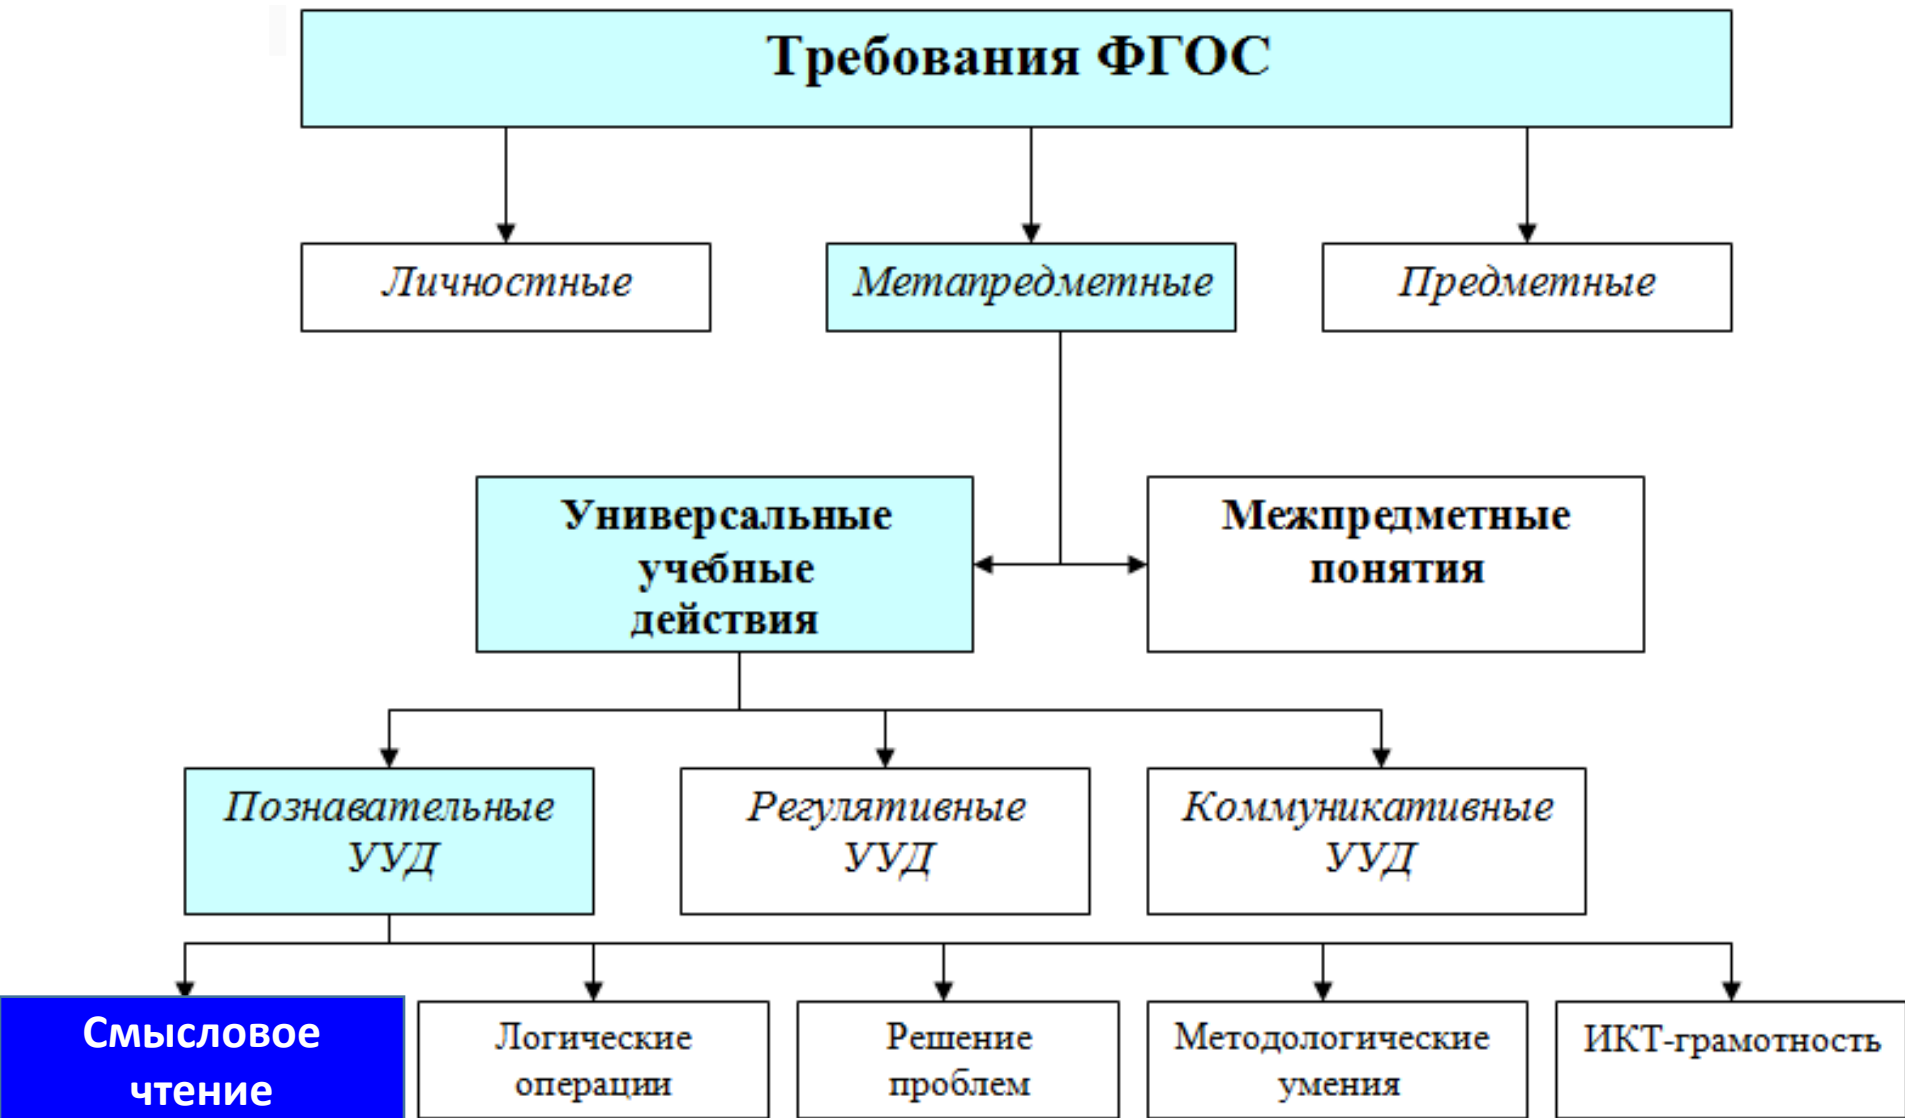 Требования ФГОС
Личностные
Метапредметные
Предметные
Универсальные
учебные
действия
Межпредметные
понятия
Познавательные
УУД
Регулятивные
УУД
Коммуникативные
УУД
Смысловое
чтение
Логические
операции
Решение
проблем
Методологические
умения
ИКТ-грамотность